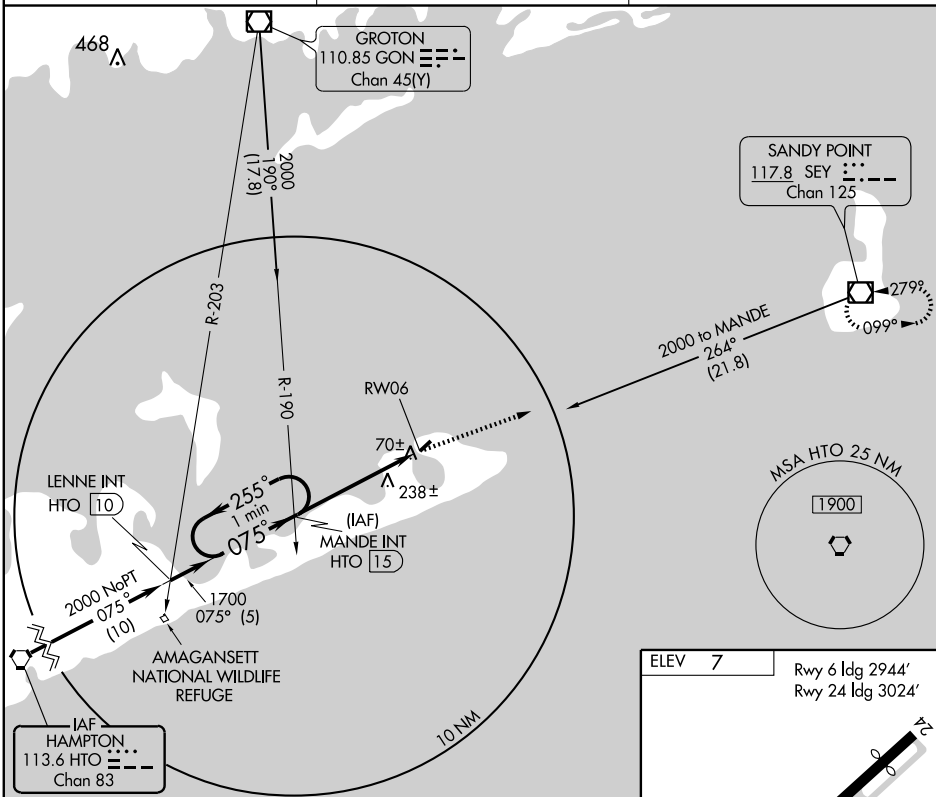 468
GROTON
110.85 GON
Chan 45(Y)
2000
190°
(17.8)
SANDY POINT
117.8 SEY
Chan 125
R-203
279°
099°
2000 to MANDE
264°
(21.8)
R-190
RW06
70±
238±
LENNE INT
HTO 10
255°
1 min
075°
(IAF)
MANDE INT
HTO 15
MSA HTO 25 NM
1900
2000 NoPT
075°
(10)
1700
075° (5)
AMAGANSETT
NATIONAL WILDLIFE
REFUGE
IAF
HAMPTON
113.6 HTO
Chan 83
10 NM
ELEV 7
Rwy 6 ldg 2944'
Rwy 24 ldg 3024'
24